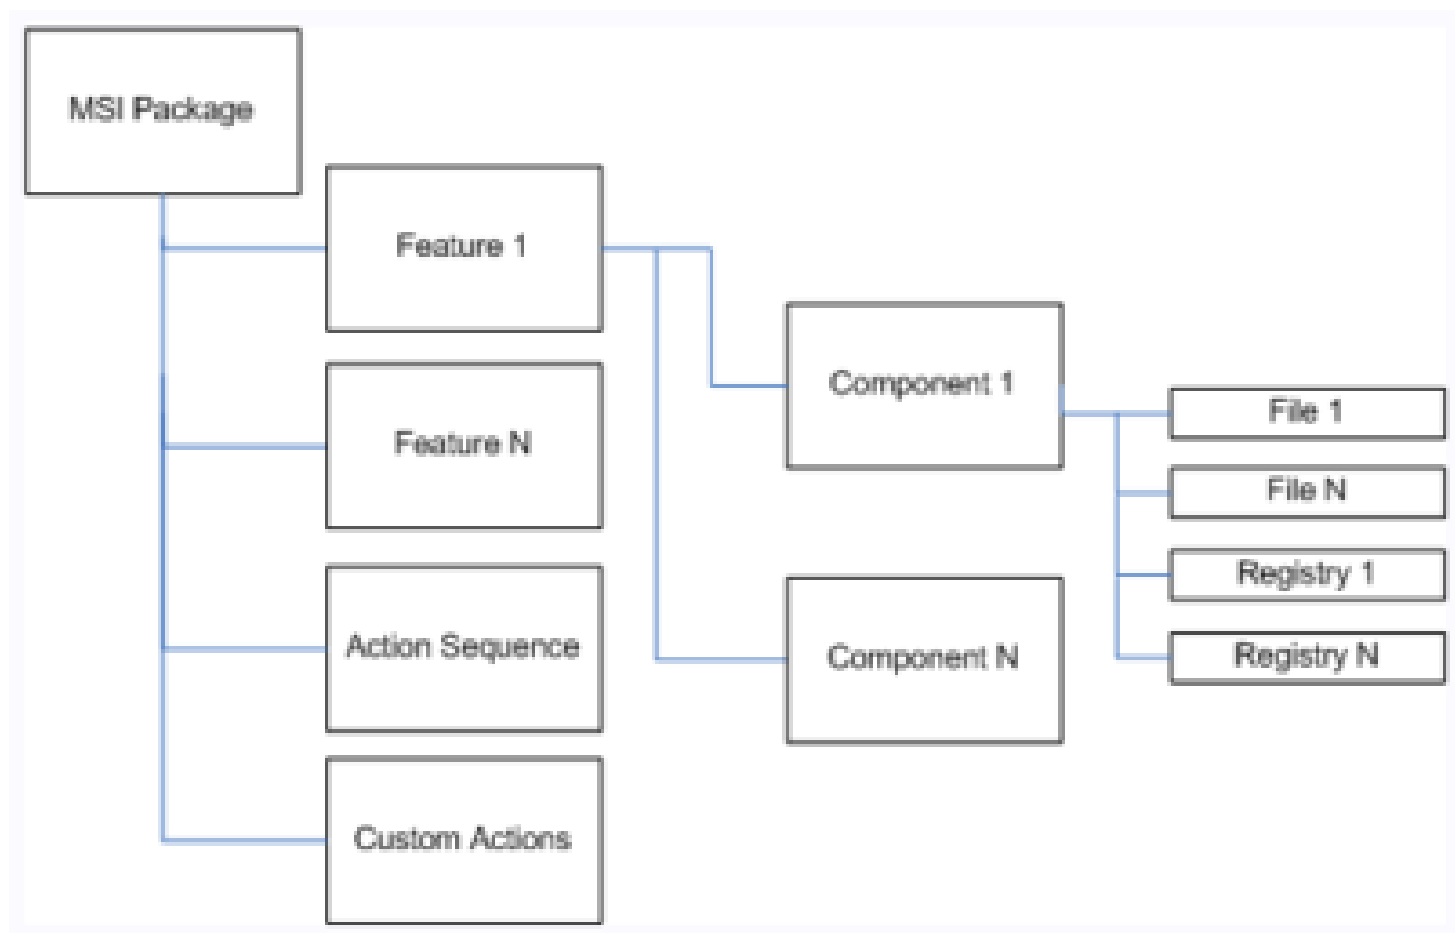 MSI Package
Feature 1
Feature N
Action Sequence
Custom Actions
Component 1
Component N
File 1
File N
Registry 1
Registry N